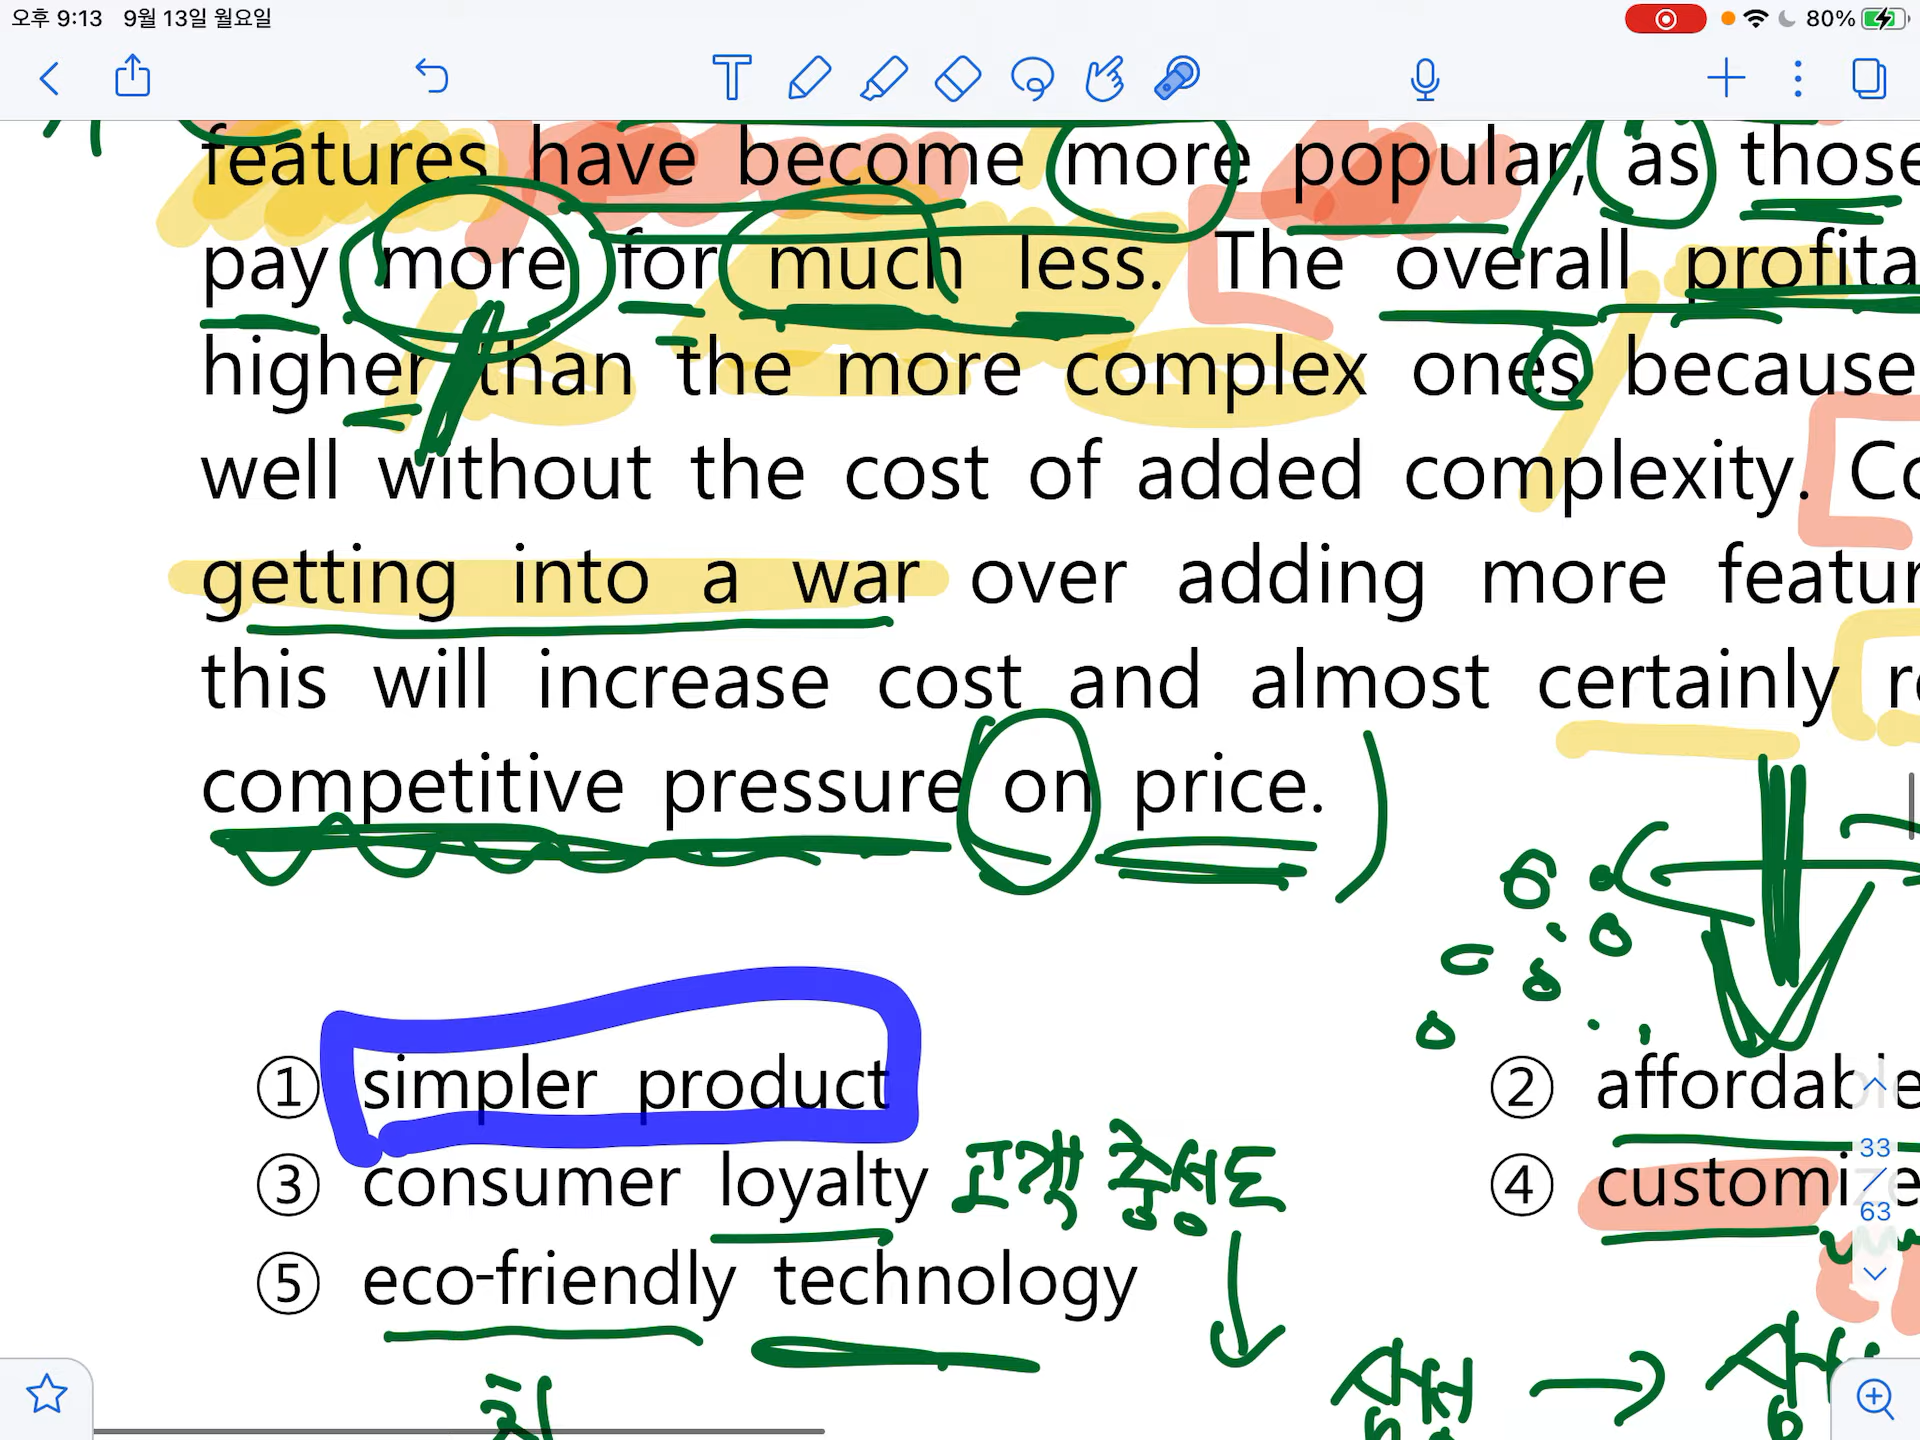 오후 9:13 9월 13일 월요일 80%
features have become more popular, as those
pay more for much less. The overall profita
higher than the more complex ones because
well without the cost of added complexity. Co
getting into a war over adding more featur
this will increase cost and almost certainly re
competitive pressure on price.
① simpler product ② affordable
③ consumer loyalty 고객 충성도 ④ customize
33
63
⑤ eco-friendly technology